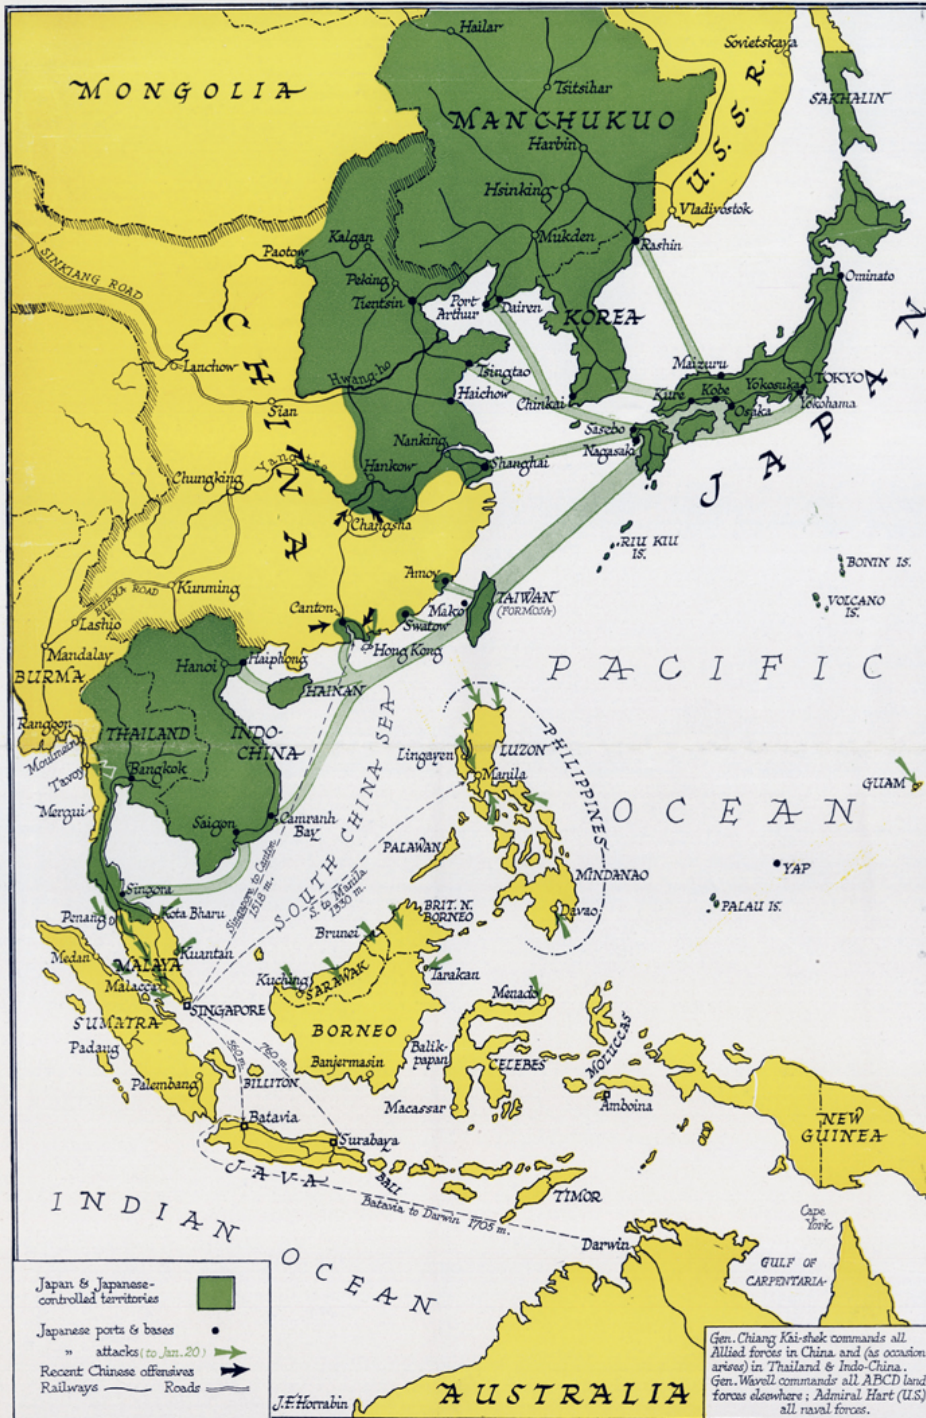 Hailar
Sovietskaya
MONGOLIA
Tsitsihar
SAKHALIN
MANCHUKUO
U.S.S.R.
Harbin
Hsinking
Vladivostok
Mukden
Rashin
Kalgan
Paotow
SINKIANG ROAD
Peking
Tientsin
Port
Arthur
Dairen
Ominato
KOREA
CHINA
JAPAN
Lanchow
Hwang-ho
Tsingtao
Maizuru
TOKYO
Yokosuka
Kobe
Kure
Yokohama
Osaka
Haichow
Chinkai
Sian
Sasebo
Nagasaki
Nanking
Yangtse
Hankow
Shanghai
Chungking
Changsha
RIU KIU
IS.
BONIN IS.
VOLCANO
IS.
Amoy
TAIWAN
(FORMOSA)
Mako
Kunming
BURMA ROAD
Canton
Swatow
Lashio
Hong Kong
Mandalay
BURMA
Hanoi
Haiphong
HAINAN
PACIFIC
OCEAN
Rangoon
THAILAND
INDO-
CHINA
Moulmein
Tavoy
Bangkok
Lingayen
LUZON
Manila
PHILIPPINES
GUAM
Mergui
Saigon
Camranh
Bay
SOUTH CHINA SEA
PALAWAN
MINDANAO
YAP
Singapore to Canton
1518 m.
S. to Manila
1330 m.
Singora
PALAU IS.
Davao
Penang
Kota Bharu
BRIT. N.
BORNEO
Brunei
Medan
Kuantan
MALAYA
Kuching
SARAWAK
Tarakan
Malacca
SINGAPORE
Menado
SUMATRA
BORNEO
MOLUCCAS
Padang
560 m.
760 m.
Banjermasin
Balik-
papan
CELEBES
Palembang
BILLITON
Macassar
Amboina
Batavia
NEW
GUINEA
Surabaya
JAVA
BALI
TIMOR
Batavia to Darwin 1705 m.
INDIAN OCEAN
Cape
York
Darwin
GULF OF
CARPENTARIA
AUSTRALIA
Japan & Japanese-
controlled territories
Japanese ports & bases
" attacks (to Jan. 20)
Recent Chinese offensives
Railways Roads
J.F. Horrabin
Gen. Chiang Kai-shek commands all
Allied forces in China and (as occasion
arises) in Thailand & Indo-China.
Gen. Wavell commands all ABCD land
forces elsewhere; Admiral Hart (U.S.)
all naval forces.